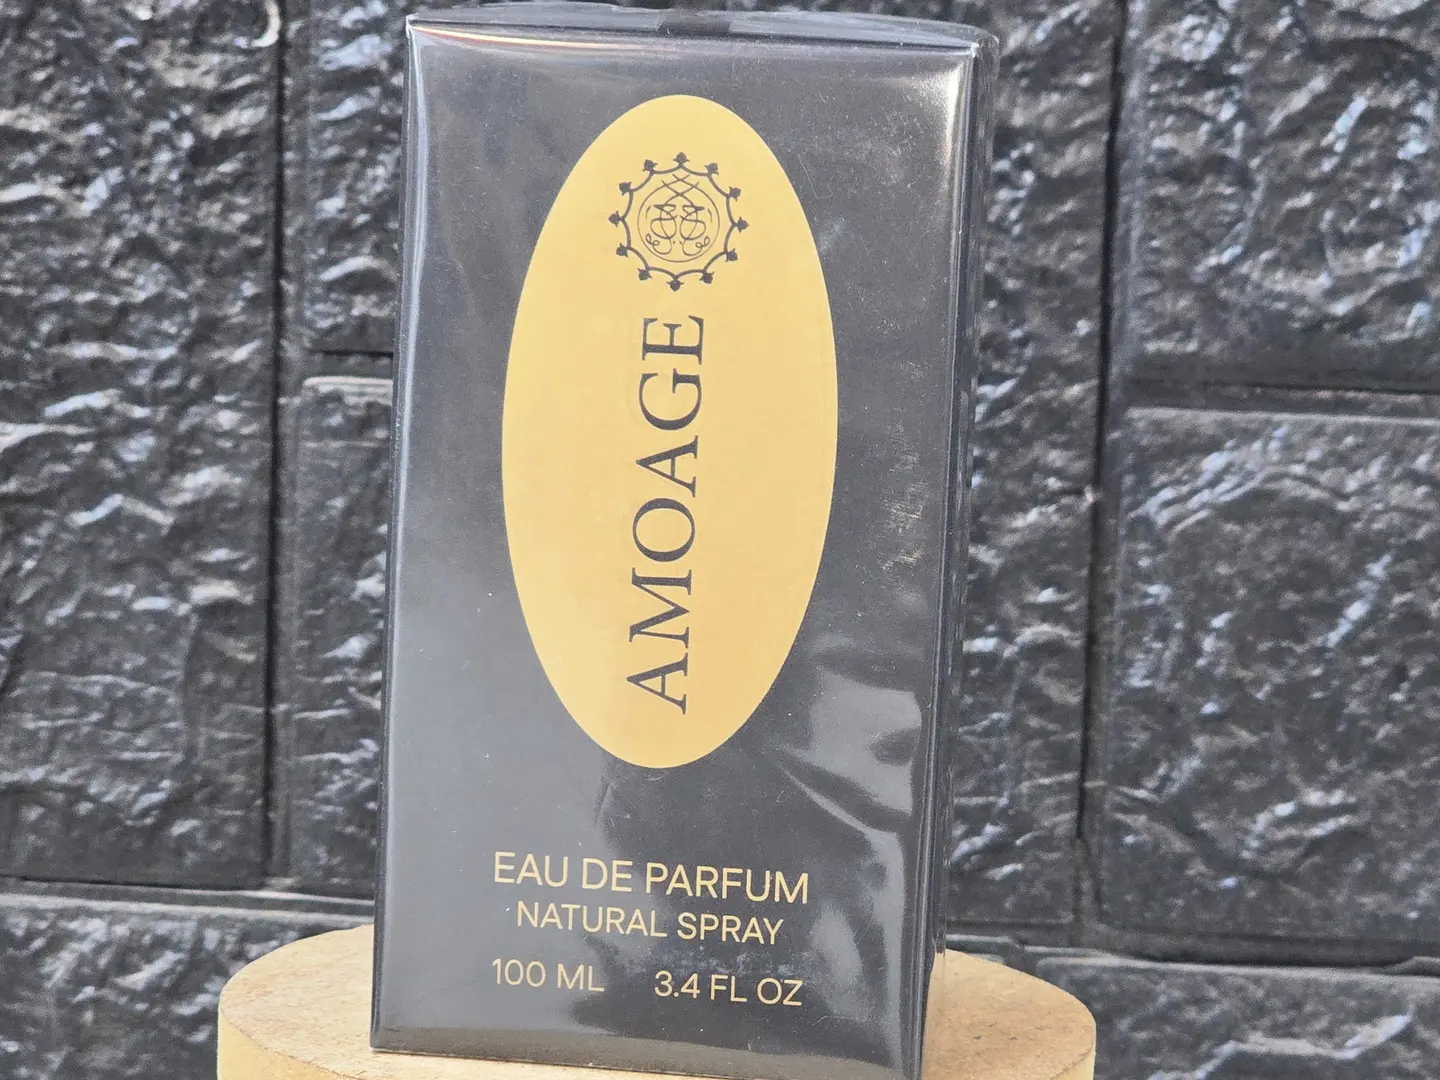 AMOAGE
EAU DE PARFUM
NATURAL SPRAY
100 ML 3.4 FL OZ